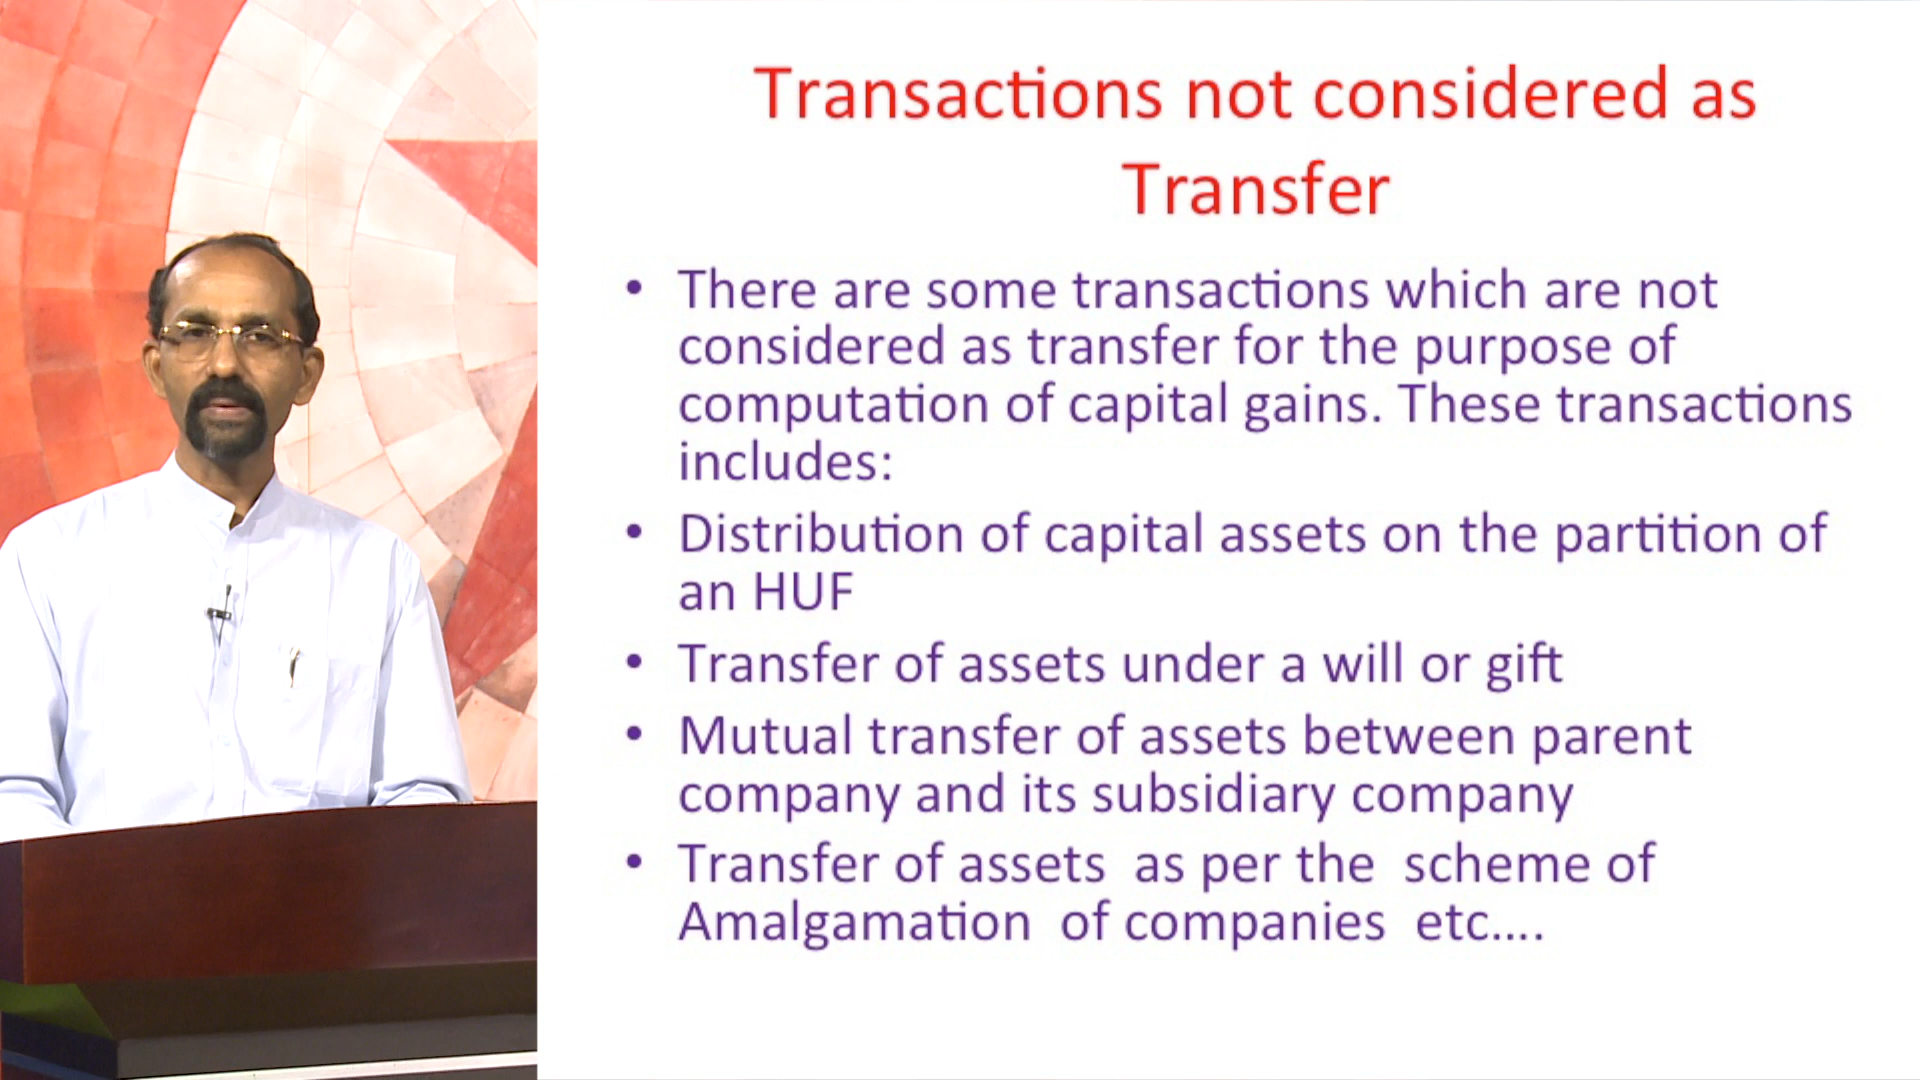 Transactions not considered as
Transfer
• There are some transactions which are not
considered as transfer for the purpose of
computation of capital gains. These transactions
includes:
• Distribution of capital assets on the partition of
an HUF
• Transfer of assets under a will or gift
• Mutual transfer of assets between parent
company and its subsidiary company
• Transfer of assets  as per the  scheme of
Amalgamation  of companies  etc....